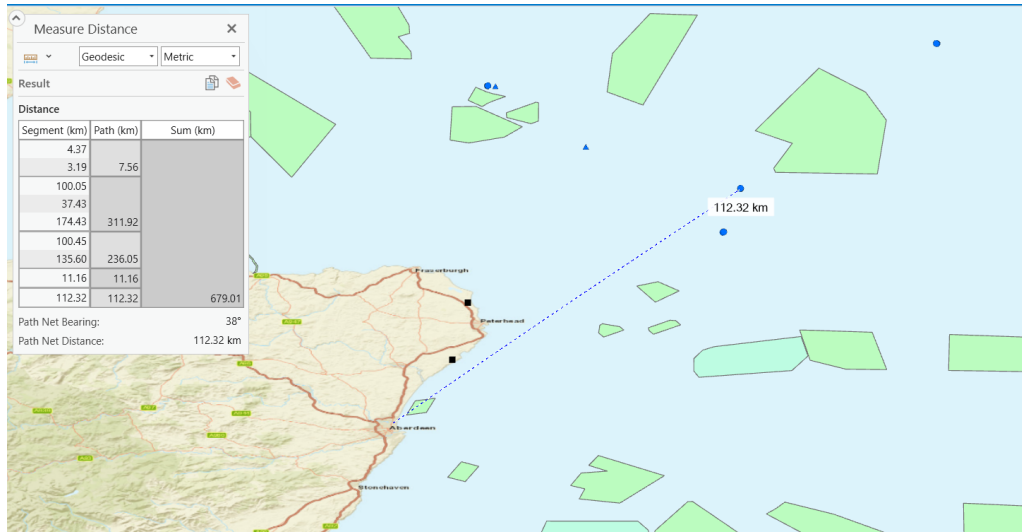 Measure Distance
Geodesic Metric
Result
Distance
Segment (km) Path (km) Sum (km)
4.37
3.19 7.56
100.05
37.43
174.43 311.92
100.45
135.60 236.05
11.16 11.16
112.32 112.32 679.01
Path Net Bearing: 38°
Path Net Distance: 112.32 km
112.32 km
Fraserburgh
Peterhead
Aberdeen
Stonehaven